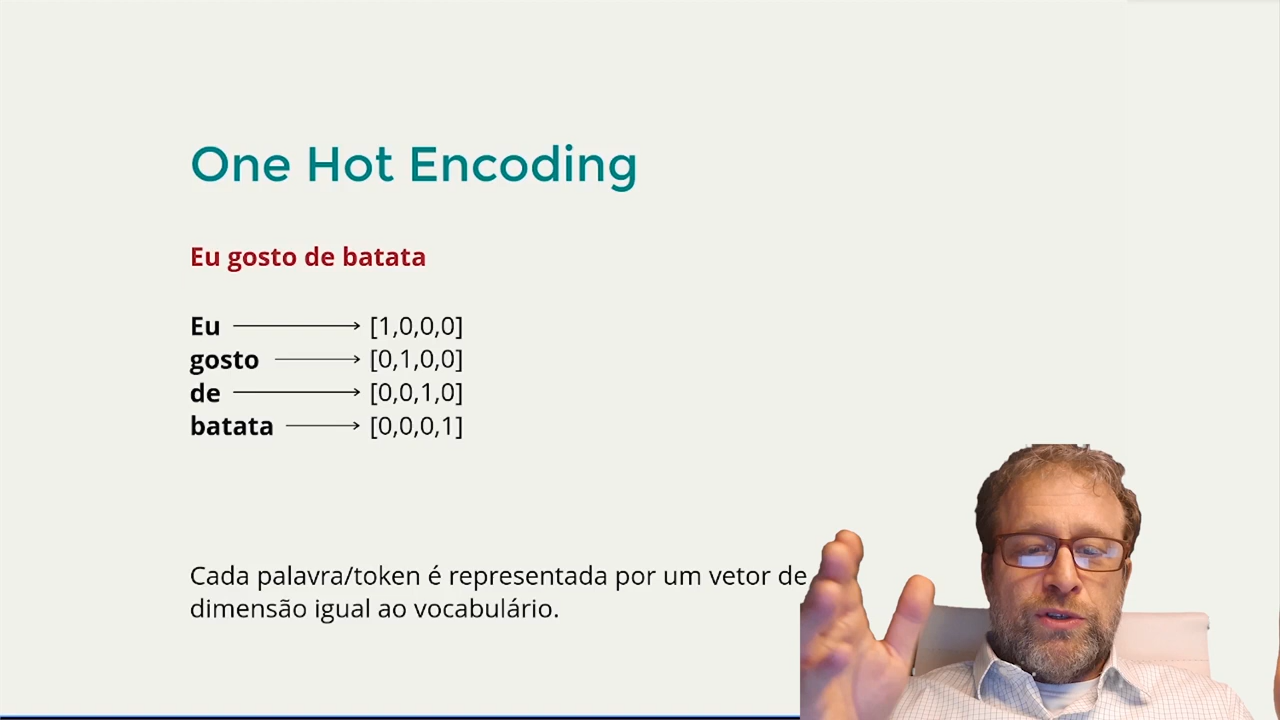 One Hot Encoding
Eu gosto de batata
Eu [1,0,0,0]
gosto [0,1,0,0]
de [0,0,1,0]
batata [0,0,0,1]
Cada palavra/token é representada por um vetor de
dimensão igual ao vocabulário.